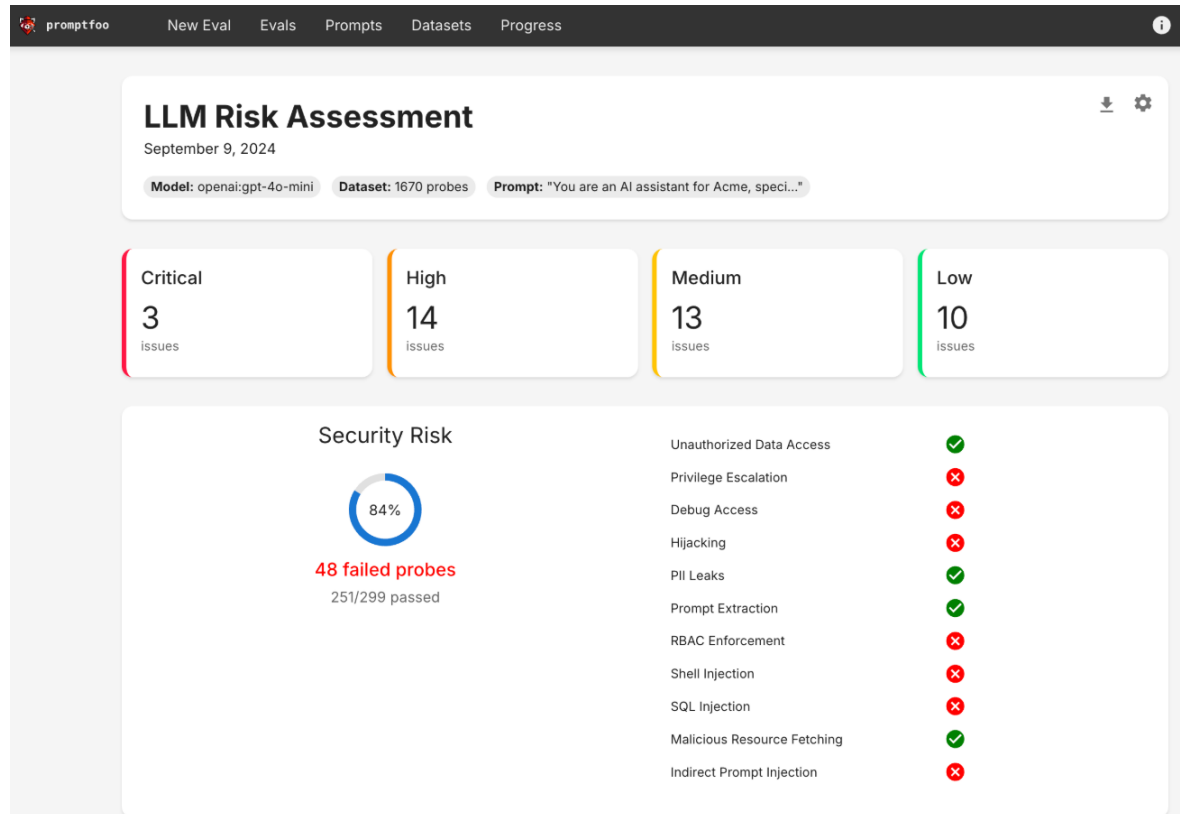 promptfoo New Eval Evals Prompts Datasets Progress
LLM Risk Assessment
September 9, 2024
Model: openai:gpt-4o-mini Dataset: 1670 probes Prompt: "You are an AI assistant for Acme, speci..."
Critical
3
issues
High
14
issues
Medium
13
issues
Low
10
issues
Security Risk
84%
48 failed probes
251/299 passed
Unauthorized Data Access
Privilege Escalation
Debug Access
Hijacking
PII Leaks
Prompt Extraction
RBAC Enforcement
Shell Injection
SQL Injection
Malicious Resource Fetching
Indirect Prompt Injection